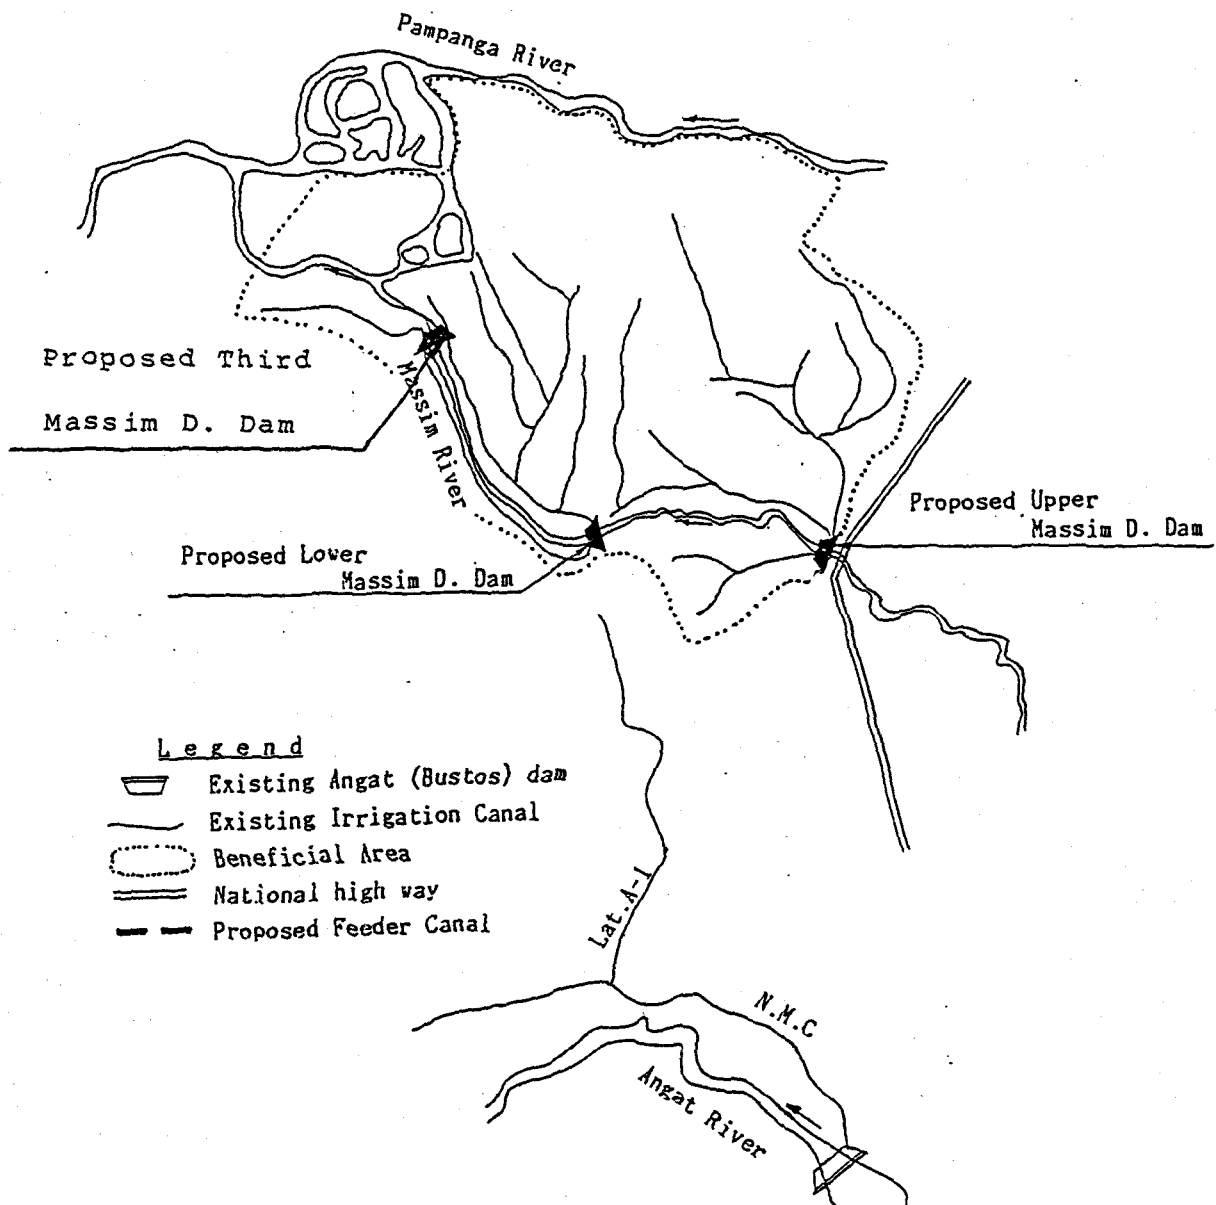 Pampanga River
Proposed Third
Massim D. Dam
Massim River
Proposed Upper
Massim D. Dam
Proposed Lower
Massim D. Dam
Legend
Existing Angat (Bustos) dam
Existing Irrigation Canal
Beneficial Area
National high way
Proposed Feeder Canal
Lat. A-1
N.M.C
Angat River